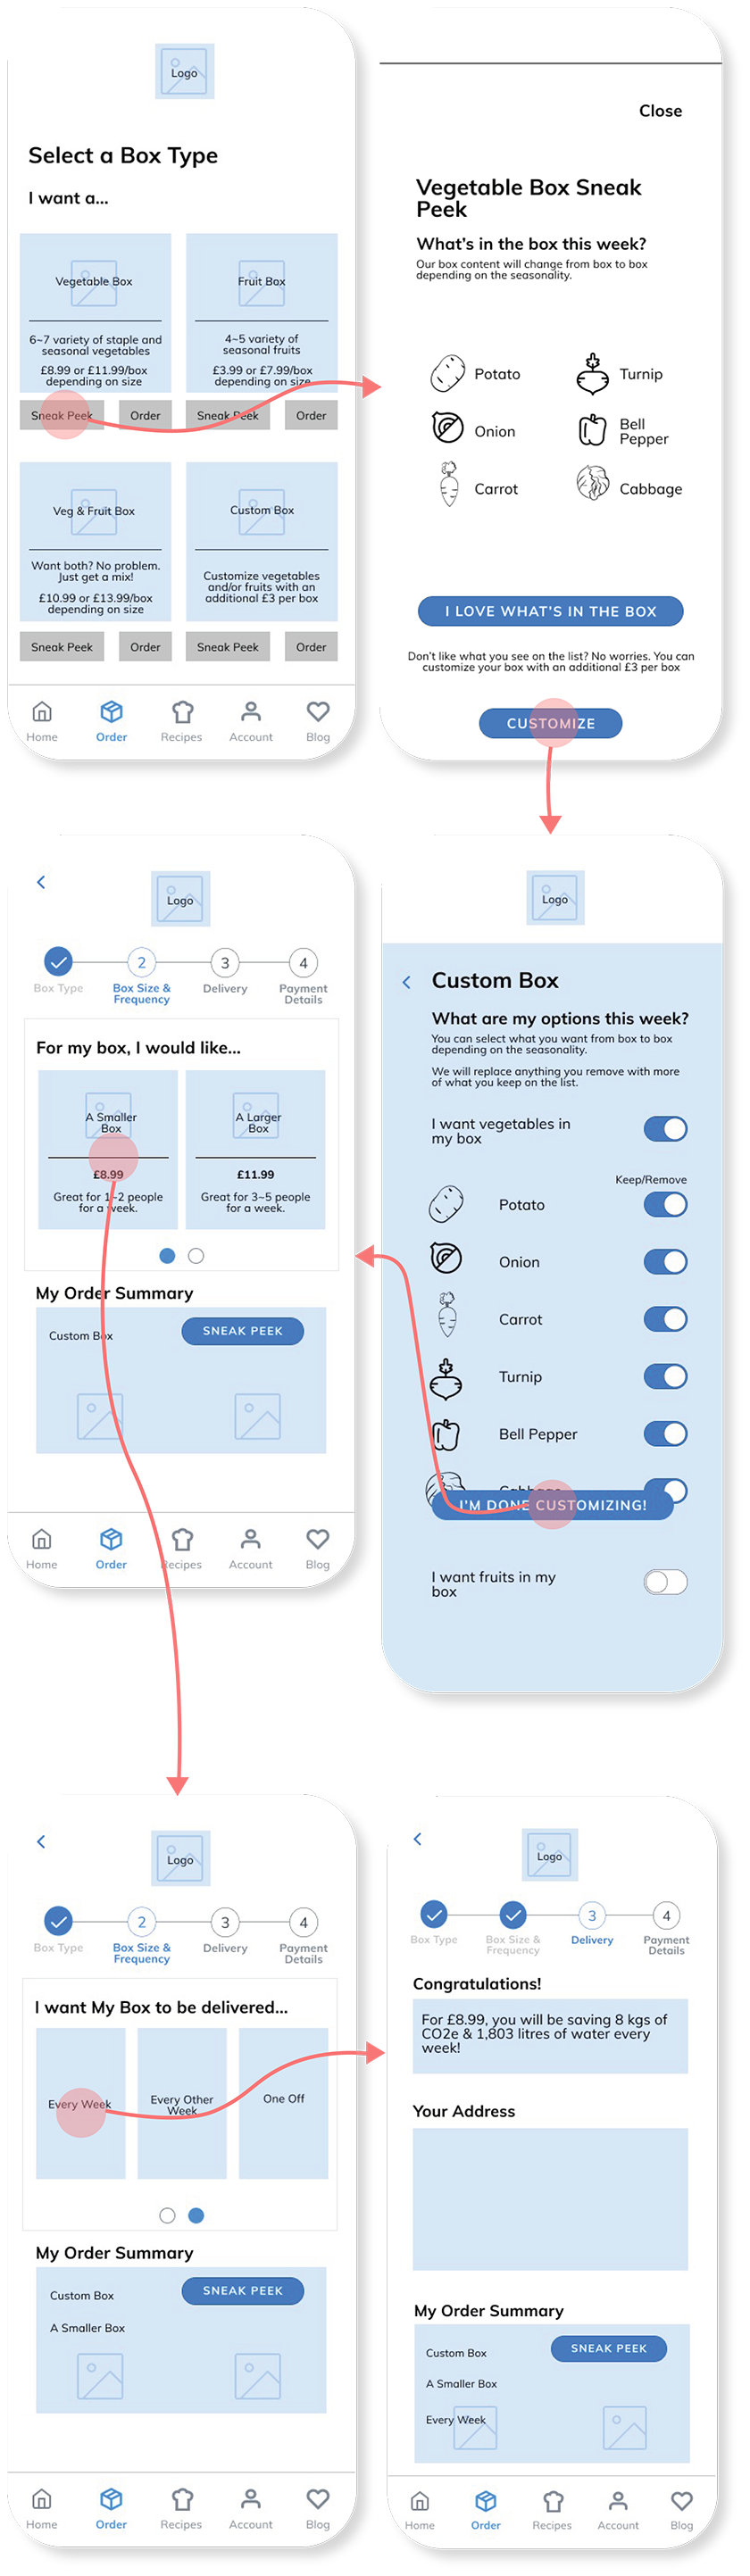 Logo
Select a Box Type
I want a...
Vegetable Box
6~7 variety of staple and
seasonal vegetables
£8.99 or £11.99/box
depending on size
Fruit Box
4~5 variety of
seasonal fruits
£3.99 or £7.99/box
depending on size
Sneak Peek
Order
Sneak Peek
Order
Veg & Fruit Box
Want both? No problem.
Just get a mix!
£10.99 or £13.99/box
depending on size
Custom Box
Customize vegetables
and/or fruits with an
additional £3 per box
Sneak Peek
Order
Sneak Peek
Order
Home
Order
Recipes
Account
Blog
Close
Vegetable Box Sneak
Peek
What's in the box this week?
Our box content will change from box to box
depending on the seasonality.
Potato
Turnip
Onion
Bell
Pepper
Carrot
Cabbage
I LOVE WHAT'S IN THE BOX
Don't like what you see on the list? No worries. You can
customize your box with an additional £3 per box
CUSTOMIZE
Logo
Custom Box
What are my options this week?
You can select what you want from box to box
depending on the seasonality.
We will replace anything you remove with more
of what you keep on the list.
I want vegetables in
my box
Keep/Remove
Potato
Onion
Carrot
Turnip
Bell Pepper
Cabbage
I'M DONE CUSTOMIZING!
I want fruits in my
box
Logo
2
3
4
Box Type
Box Size &
Frequency
Delivery
Payment
Details
For my box, I would like...
A Smaller
Box
£8.99
Great for 1~2 people
for a week.
A Larger
Box
£11.99
Great for 3~5 people
for a week.
My Order Summary
Custom Box
SNEAK PEEK
Home
Order
Recipes
Account
Blog
Logo
2
3
4
Box Type
Box Size &
Frequency
Delivery
Payment
Details
I want My Box to be delivered...
Every Week
Every Other
Week
One Off
My Order Summary
Custom Box
SNEAK PEEK
A Smaller Box
Home
Order
Recipes
Account
Blog
Logo
3
4
Box Type
Box Size &
Frequency
Delivery
Payment
Details
Congratulations!
For £8.99, you will be saving 8 kgs of
CO2e & 1,803 litres of water every
week!
Your Address
My Order Summary
Custom Box
SNEAK PEEK
A Smaller Box
Every Week
Home
Order
Recipes
Account
Blog